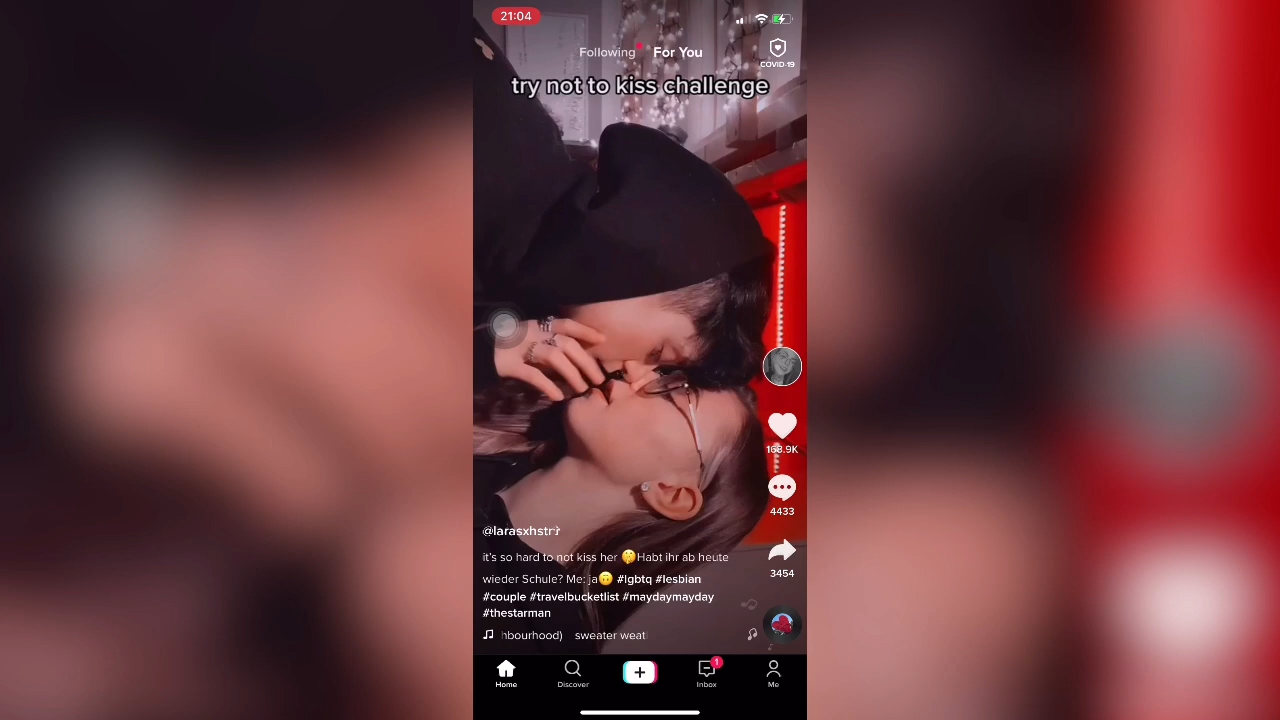 21:04
Following For You
COVID-19
try not to kiss challenge
168.9K
4433
3454
it's so hard to not kiss her 🤫Habt ihr ab heute
wieder Schule? Me: ja🙃 #lgbtq #lesbian
#couple #travelbucketlist #maydaymayday
#thestarman
hbourhood) sweater weat
1
Home Discover Inbox Me